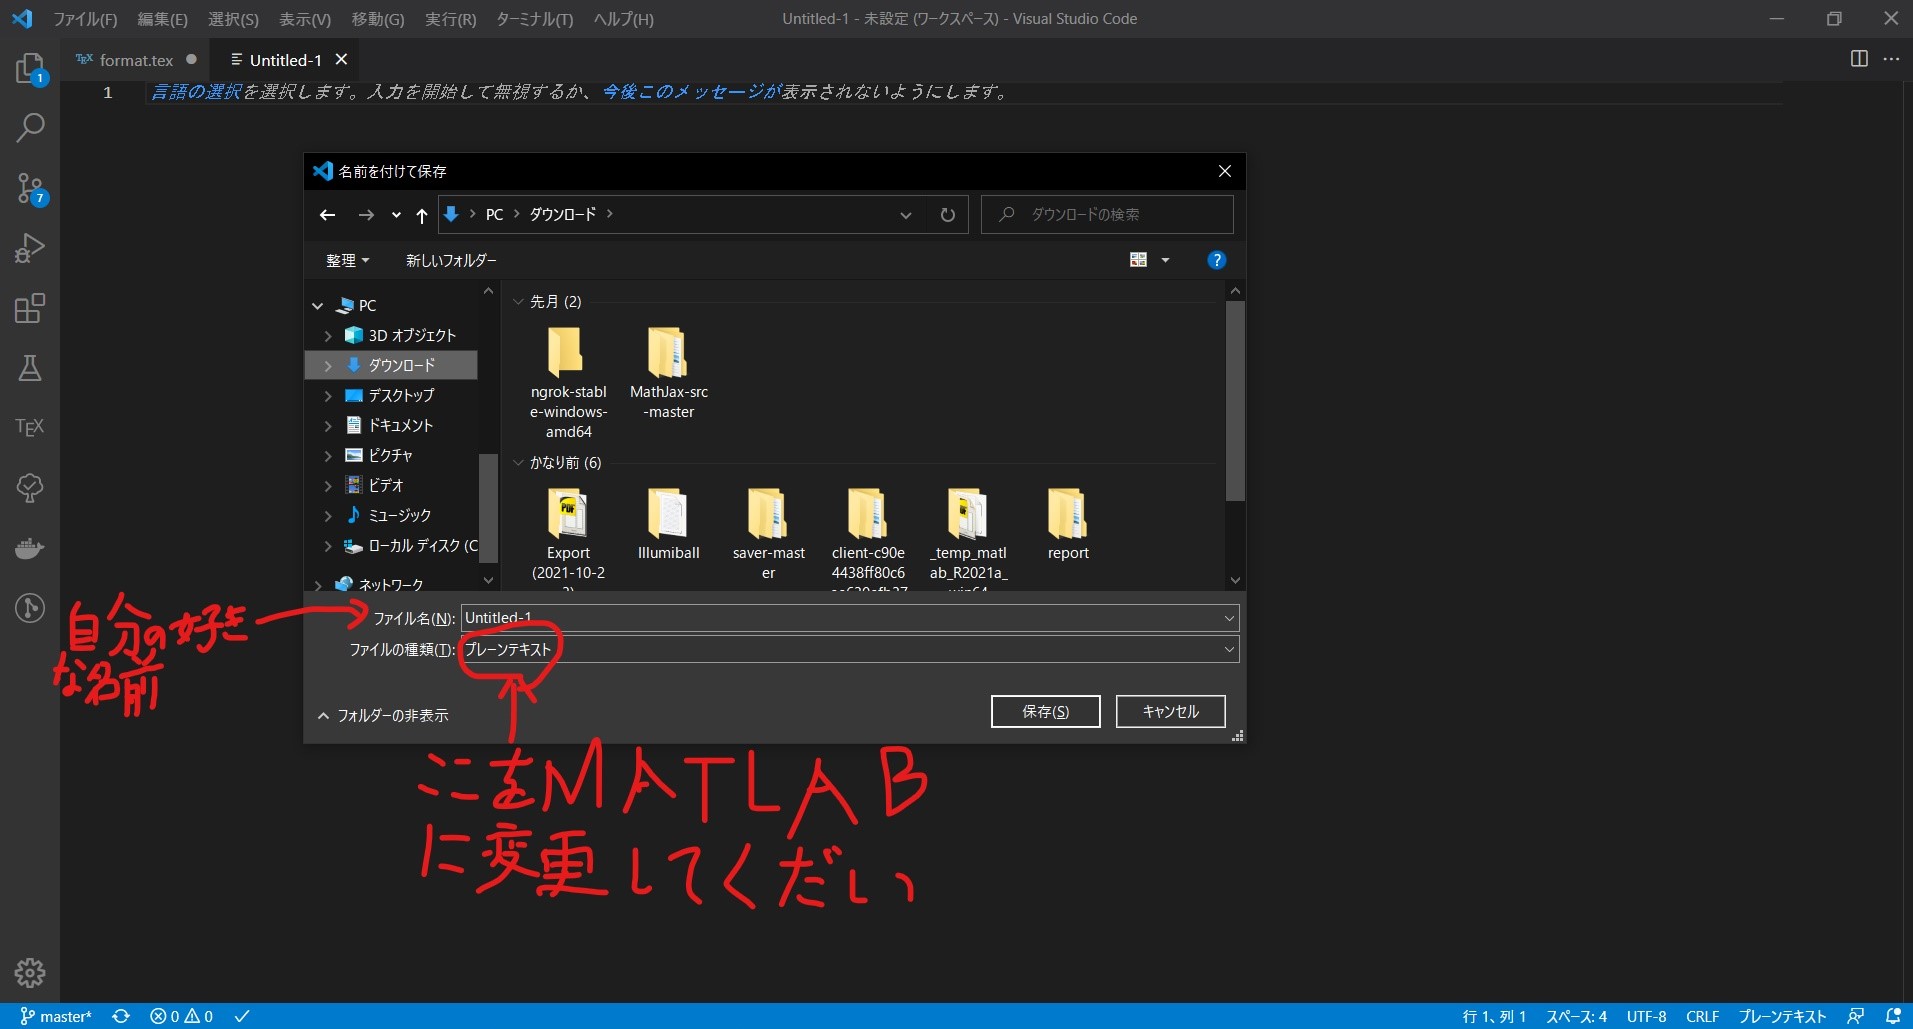 ファイル(F) 編集(E) 選択(S) 表示(V) 移動(G) 実行(R) ターミナル(T) ヘルプ(H) Untitled-1 - 未設定 (ワークスペース) - Visual Studio Code
TEX format.tex Untitled-1
1 言語の選択を選択します。入力を開始して無視するか、今後このメッセージが表示されないようにします。
1
7
TEX
名前を付けて保存
PC ダウンロード ダウンロードの検索
整理 新しいフォルダー ?
PC
3D オブジェクト
ダウンロード
デスクトップ
ドキュメント
ピクチャ
ビデオ
ミュージック
ローカル ディスク (C
ネットワーク
先月 (2)
ngrok-stabl
e-windows-
amd64
MathJax-src
-master
かなり前 (6)
PDF
Export
(2021-10-2
Illumiball
saver-mast
er
client-c90e
4438ff80c6
_temp_matl
ab_R2021a_
report
ファイル名(N): Untitled-1
ファイルの種類(T): プレーンテキスト
フォルダーの非表示 保存(S) キャンセル
自分の好き
な名前
ここをMATLAB
に変更してくだい
master* 0 0 行 1、列 1 スペース: 4 UTF-8 CRLF プレーンテキスト